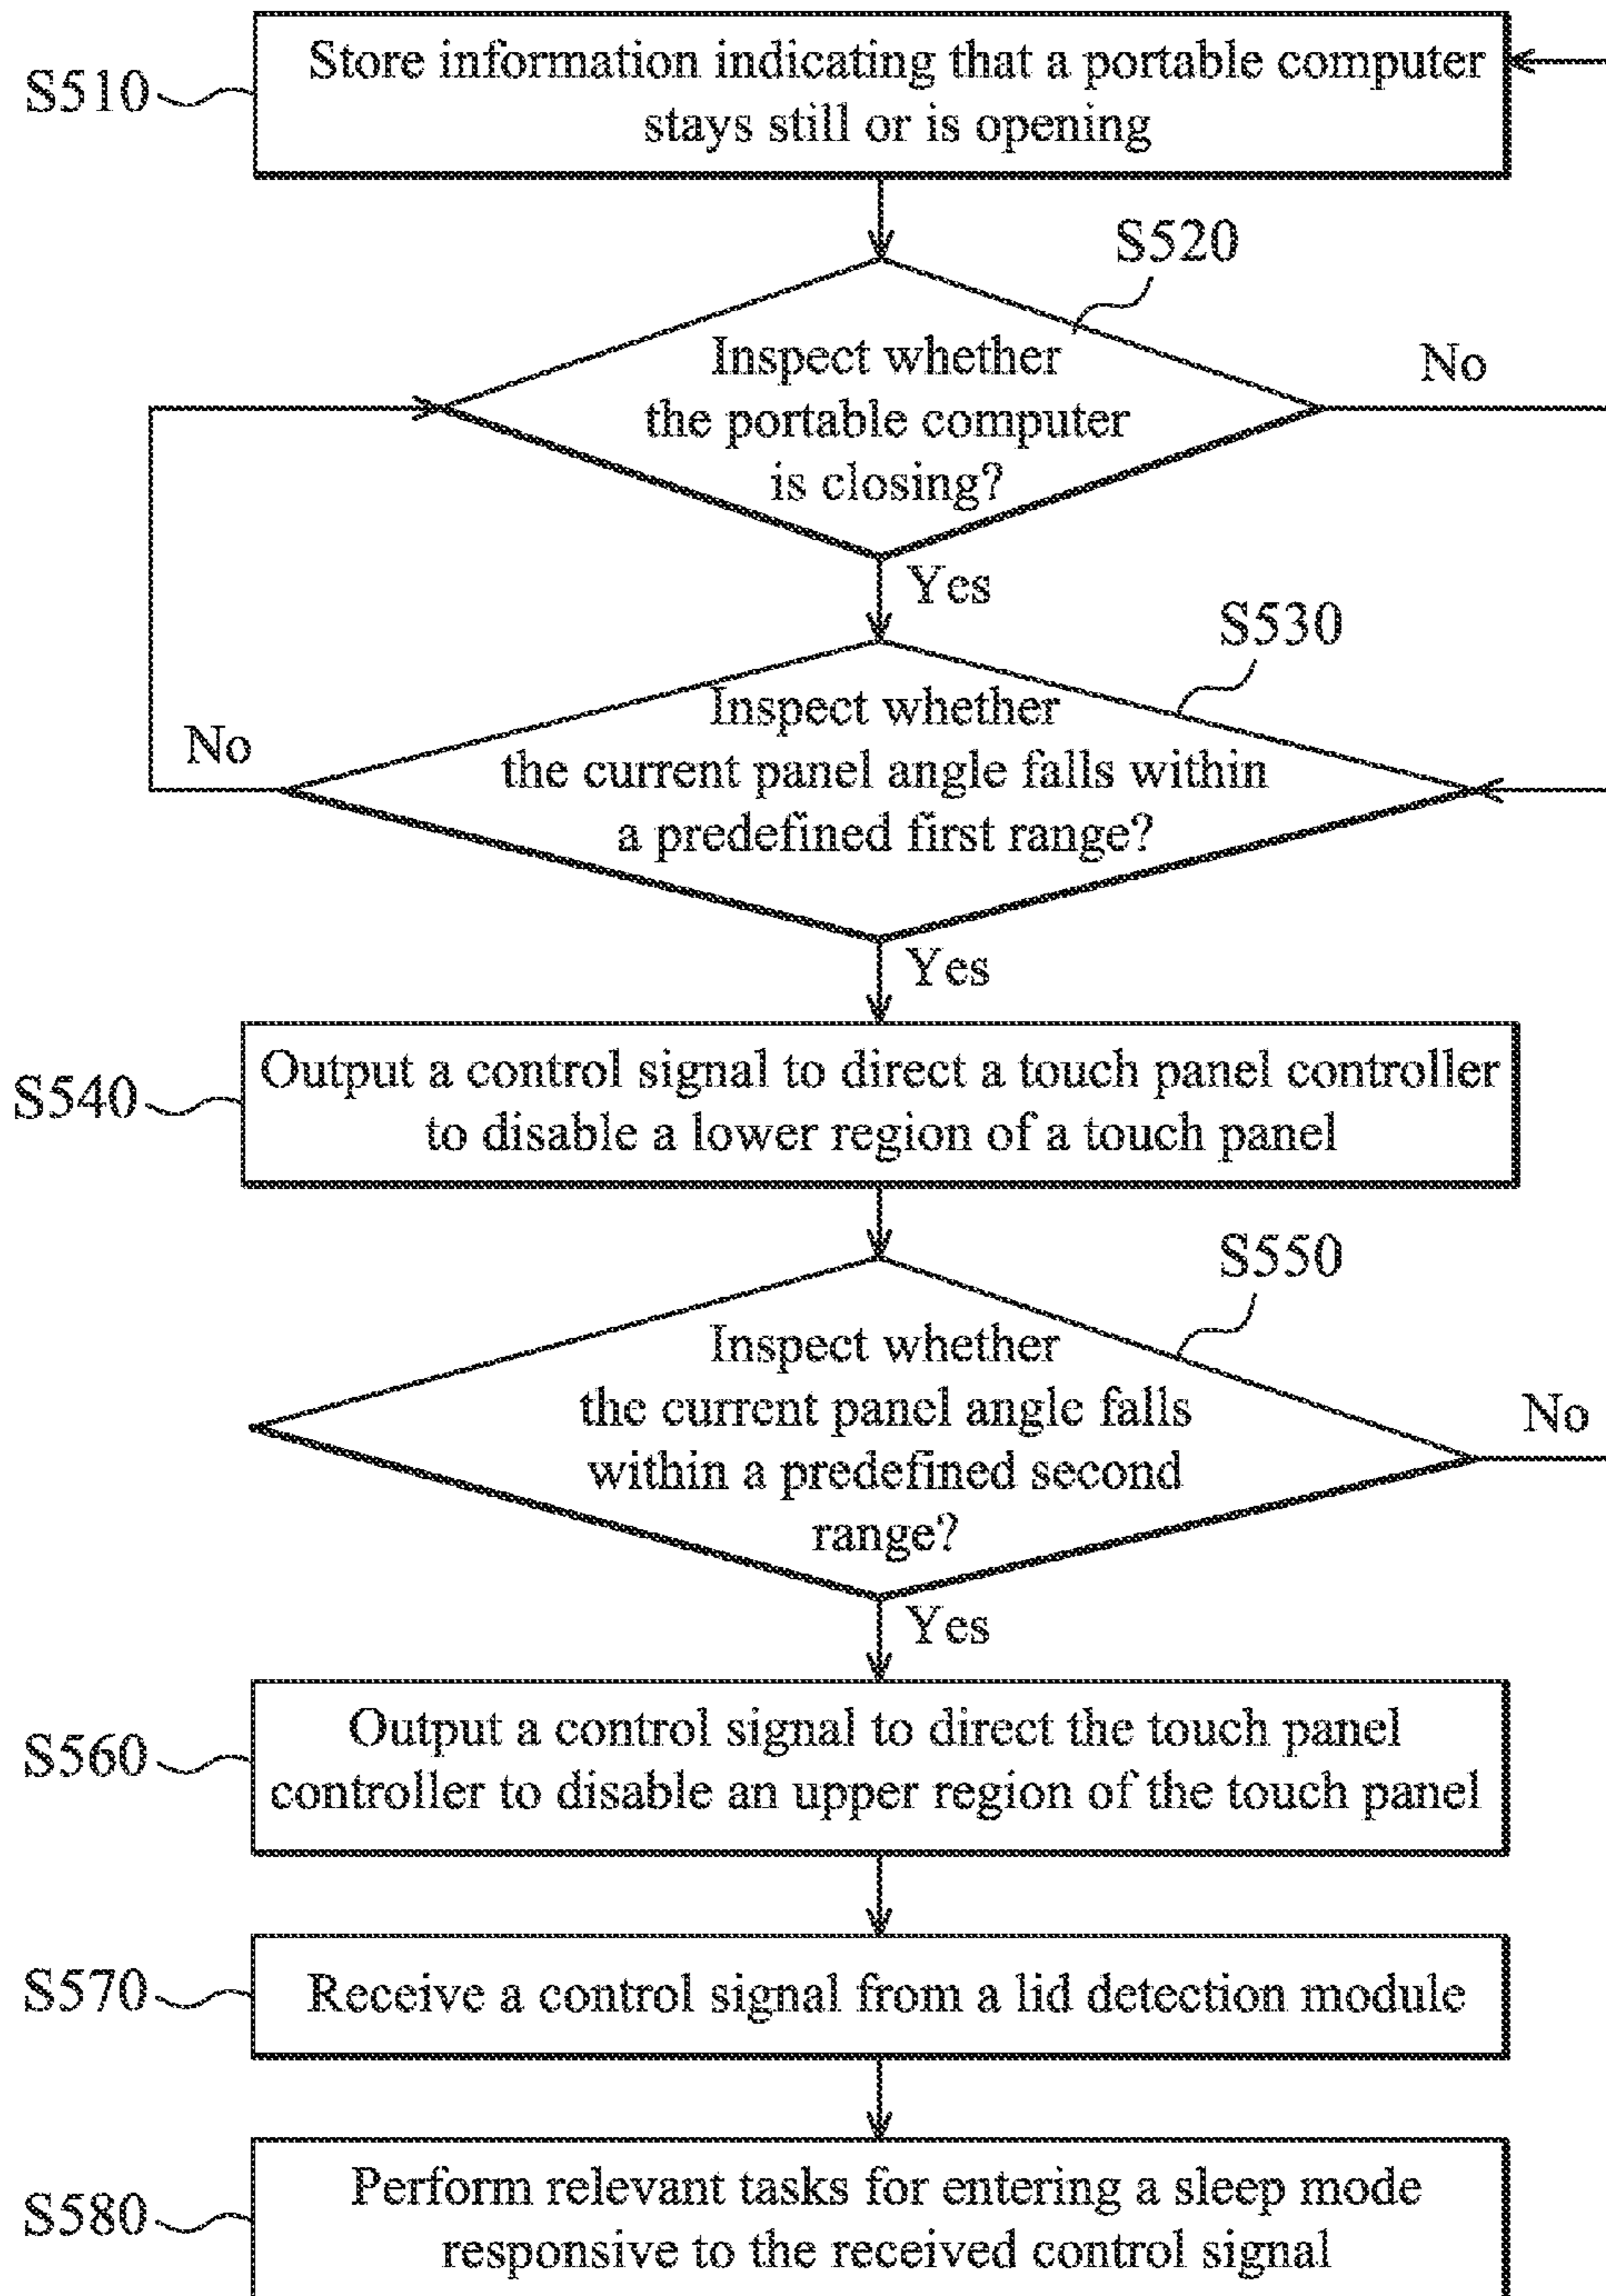 S510
Store information indicating that a portable computer
stays still or is opening
S520
Inspect whether
the portable computer
is closing?
No
Yes
S530
Inspect whether
the current panel angle falls within
a predefined first range?
No
Yes
S540
Output a control signal to direct a touch panel controller
to disable a lower region of a touch panel
S550
Inspect whether
the current panel angle falls
within a predefined second
range?
No
Yes
S560
Output a control signal to direct the touch panel
controller to disable an upper region of the touch panel
S570
Receive a control signal from a lid detection module
S580
Perform relevant tasks for entering a sleep mode
responsive to the received control signal